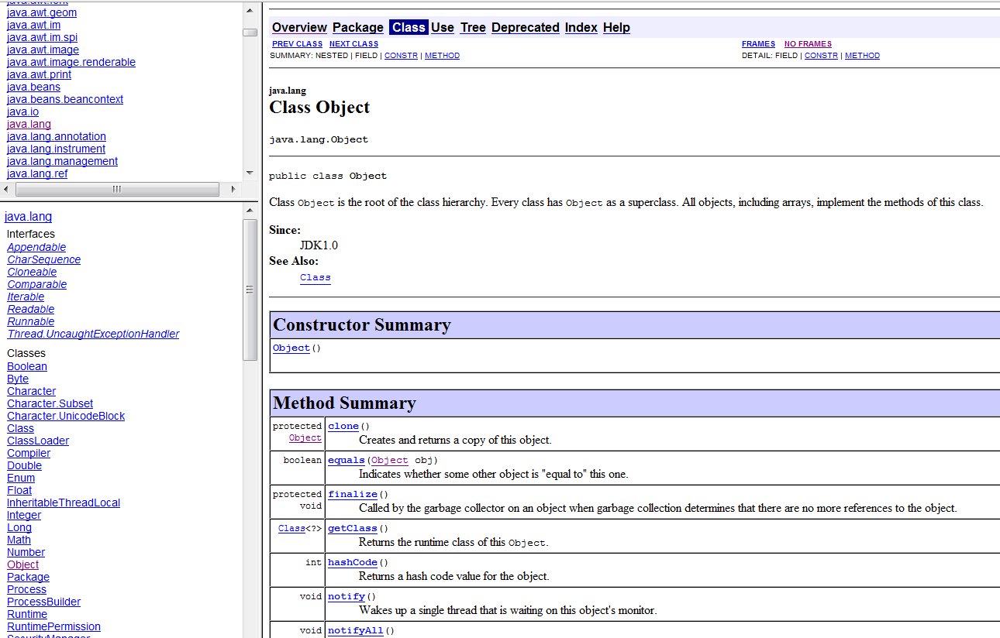 java.awt.font
java.awt.geom
java.awt.im
java.awt.im.spi
java.awt.image
java.awt.image.renderable
java.awt.print
java.beans
java.beans.beancontext
java.io
java.lang
java.lang.annotation
java.lang.instrument
java.lang.management
java.lang.ref
java.lang
Interfaces
Appendable
CharSequence
Cloneable
Comparable
Iterable
Readable
Runnable
Thread.UncaughtExceptionHandler
Classes
Boolean
Byte
Character
Character.Subset
Character.UnicodeBlock
Class
ClassLoader
Compiler
Double
Enum
Float
InheritableThreadLocal
Integer
Long
Math
Number
Object
Package
Process
ProcessBuilder
Runtime
RuntimePermission
SecurityManager
Overview Package Class Use Tree Deprecated Index Help
PREV CLASS NEXT CLASS FRAMES NO FRAMES
SUMMARY: NESTED | FIELD | CONSTR | METHOD DETAIL: FIELD | CONSTR | METHOD
java.lang
Class Object
java.lang.Object
public class Object
Class Object is the root of the class hierarchy. Every class has Object as a superclass. All objects, including arrays, implement the methods of this class.
Since:
JDK1.0
See Also:
Class
Constructor Summary
Object()
Method Summary
protected Object clone()
Creates and returns a copy of this object.
boolean equals(Object obj)
Indicates whether some other object is "equal to" this one.
protected void finalize()
Called by the garbage collector on an object when garbage collection determines that there are no more references to the object.
Class<?> getClass()
Returns the runtime class of this Object.
int hashCode()
Returns a hash code value for the object.
void notify()
Wakes up a single thread that is waiting on this object's monitor.
void notifyAll()